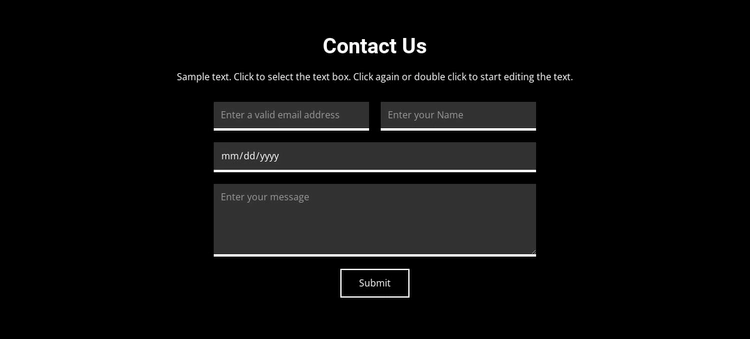 Contact Us
Sample text. Click to select the text box. Click again or double click to start editing the text.
Enter a valid email address Enter your Name
mm/dd/yyyy
Enter your message
Submit